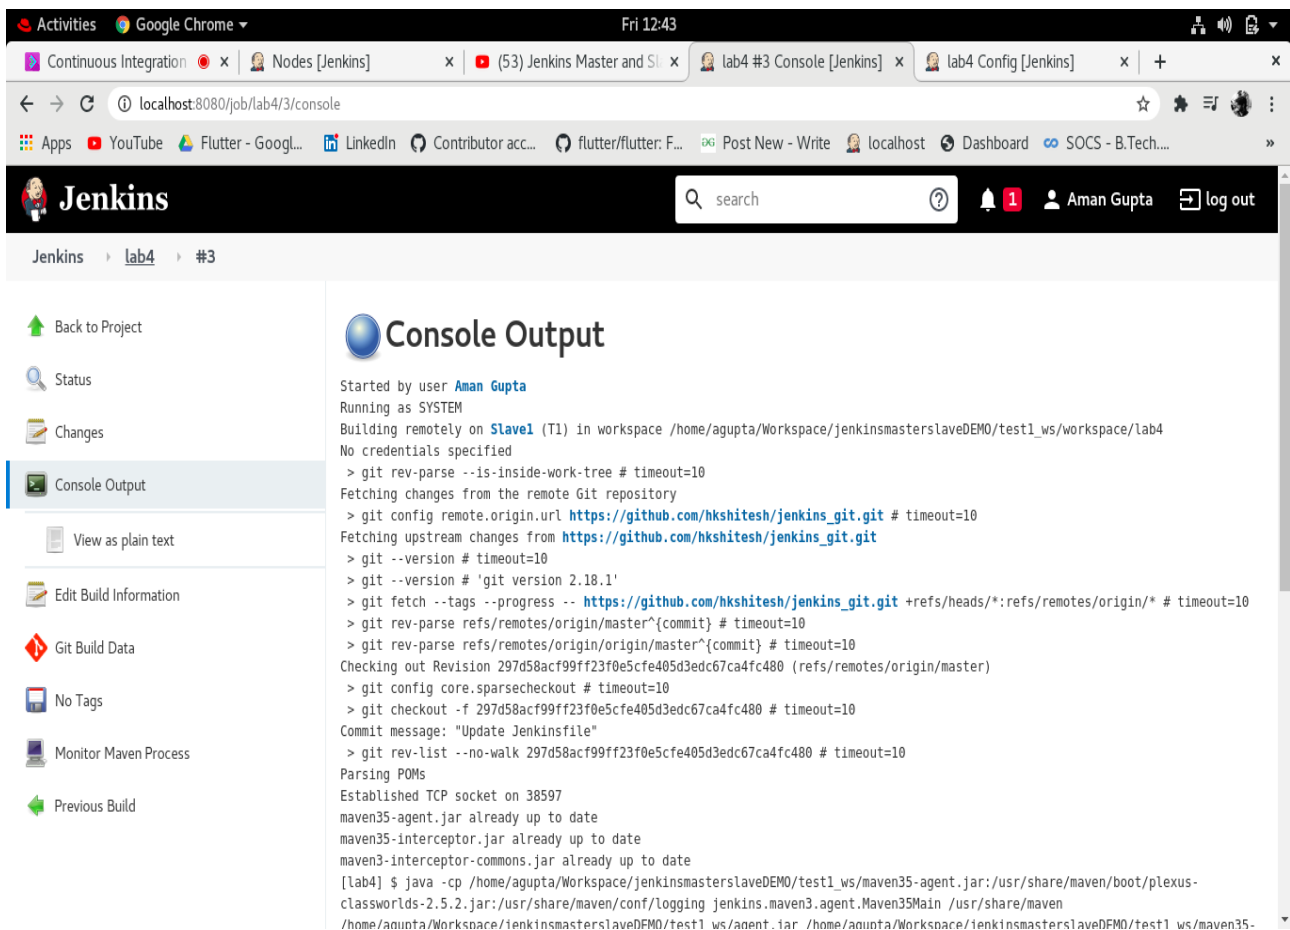 Activities Google Chrome Fri 12:43
Continuous Integration Nodes [Jenkins] (53) Jenkins Master and Sl lab4 #3 Console [Jenkins] lab4 Config [Jenkins]
localhost:8080/job/lab4/3/console
Apps YouTube Flutter - Googl... LinkedIn Contributor acc... flutter/flutter: F... Post New - Write localhost Dashboard SOCS - B.Tech.... »
Jenkins search 1 Aman Gupta log out
Jenkins lab4 #3
Back to Project
Status
Changes
Console Output
View as plain text
Edit Build Information
Git Build Data
No Tags
Monitor Maven Process
Previous Build
Console Output
Started by user Aman Gupta
Running as SYSTEM
Building remotely on Slave1 (T1) in workspace /home/agupta/Workspace/jenkinsmasterslaveDEMO/test1_ws/workspace/lab4
No credentials specified
> git rev-parse --is-inside-work-tree # timeout=10
Fetching changes from the remote Git repository
> git config remote.origin.url https://github.com/hkshitesh/jenkins_git.git # timeout=10
Fetching upstream changes from https://github.com/hkshitesh/jenkins_git.git
> git --version # timeout=10
> git --version # 'git version 2.18.1'
> git fetch --tags --progress -- https://github.com/hkshitesh/jenkins_git.git +refs/heads/*:refs/remotes/origin/* # timeout=10
> git rev-parse refs/remotes/origin/master^{commit} # timeout=10
> git rev-parse refs/remotes/origin/origin/master^{commit} # timeout=10
Checking out Revision 297d58acf99ff23f0e5cfe405d3edc67ca4fc480 (refs/remotes/origin/master)
> git config core.sparsecheckout # timeout=10
> git checkout -f 297d58acf99ff23f0e5cfe405d3edc67ca4fc480 # timeout=10
Commit message: "Update Jenkinsfile"
> git rev-list --no-walk 297d58acf99ff23f0e5cfe405d3edc67ca4fc480 # timeout=10
Parsing POMs
Established TCP socket on 38597
maven35-agent.jar already up to date
maven35-interceptor.jar already up to date
maven3-interceptor-commons.jar already up to date
[lab4] $ java -cp /home/agupta/Workspace/jenkinsmasterslaveDEMO/test1_ws/maven35-agent.jar:/usr/share/maven/boot/plexus-
classworlds-2.5.2.jar:/usr/share/maven/conf/logging jenkins.maven3.agent.Maven35Main /usr/share/maven
/home/agupta/Workspace/jenkinsmasterslaveDEMO/test1_ws/agent.jar /home/agupta/Workspace/jenkinsmasterslaveDEMO/test1_ws/maven35-